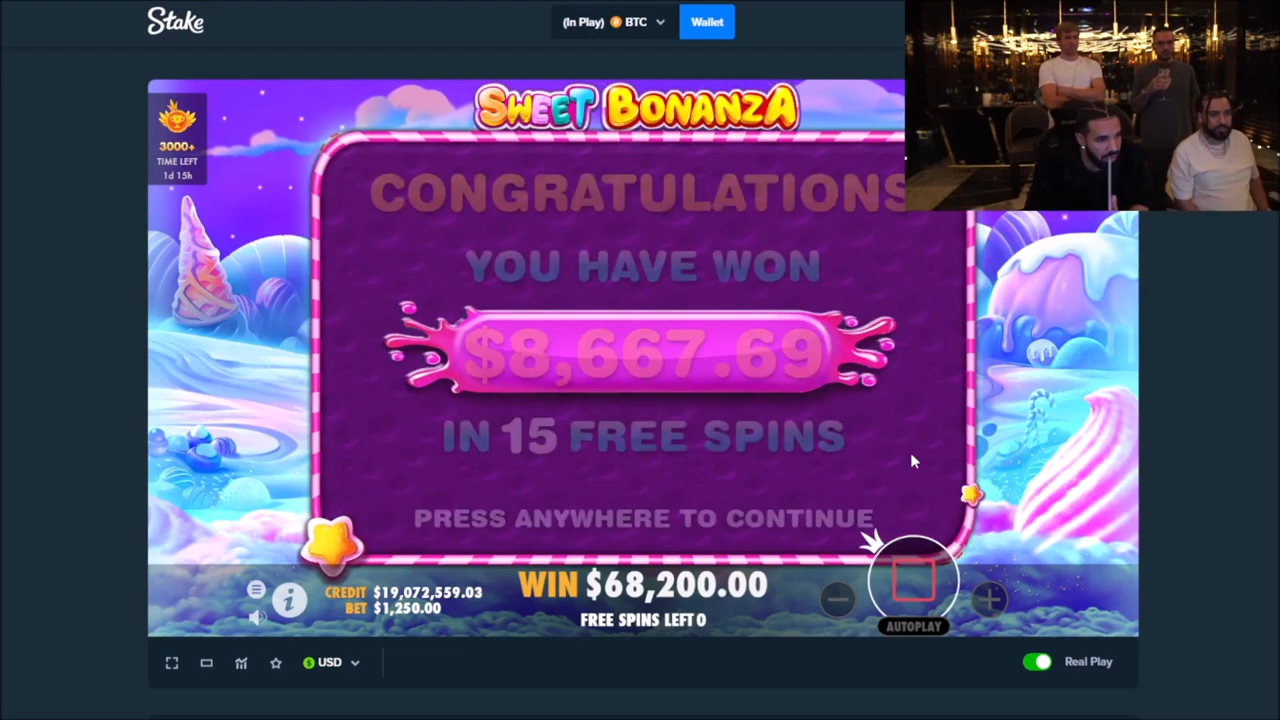 Stake
(In Play) BTC
Wallet
SWEET BONANZA
3000+
TIME LEFT
1d 15h
CONGRATULATIONS
YOU HAVE WON
$8,667.69
IN 15 FREE SPINS
PRESS ANYWHERE TO CONTINUE
CREDIT $19,072,559.03
BET $1,250.00
WIN $68,200.00
FREE SPINS LEFT 0
AUTOPLAY
USD
Real Play